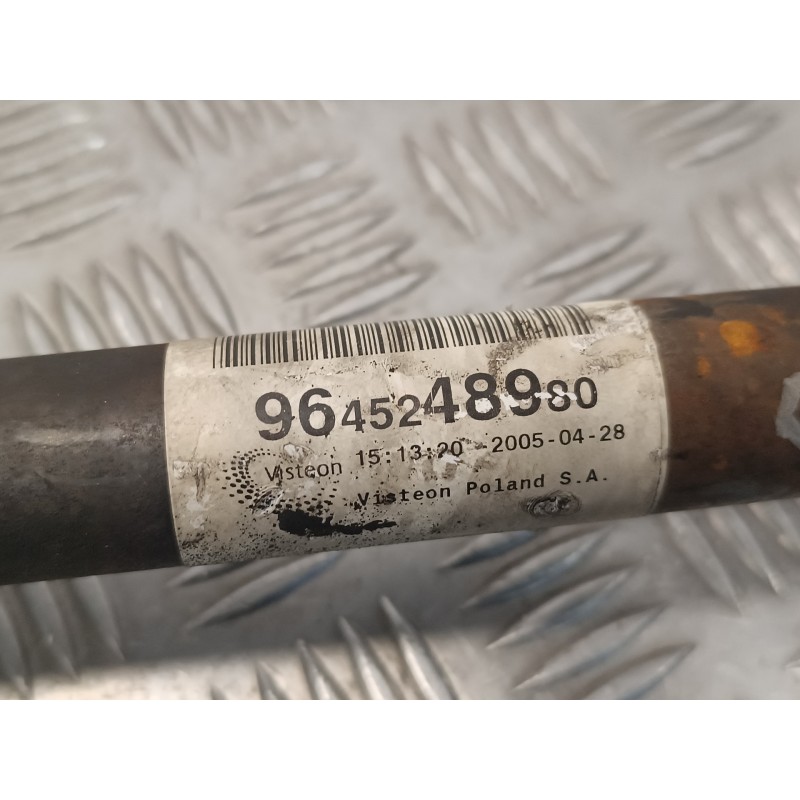 9645248980
Visteon 15:13:20 -2005-04-28
Visteon Poland S.A.